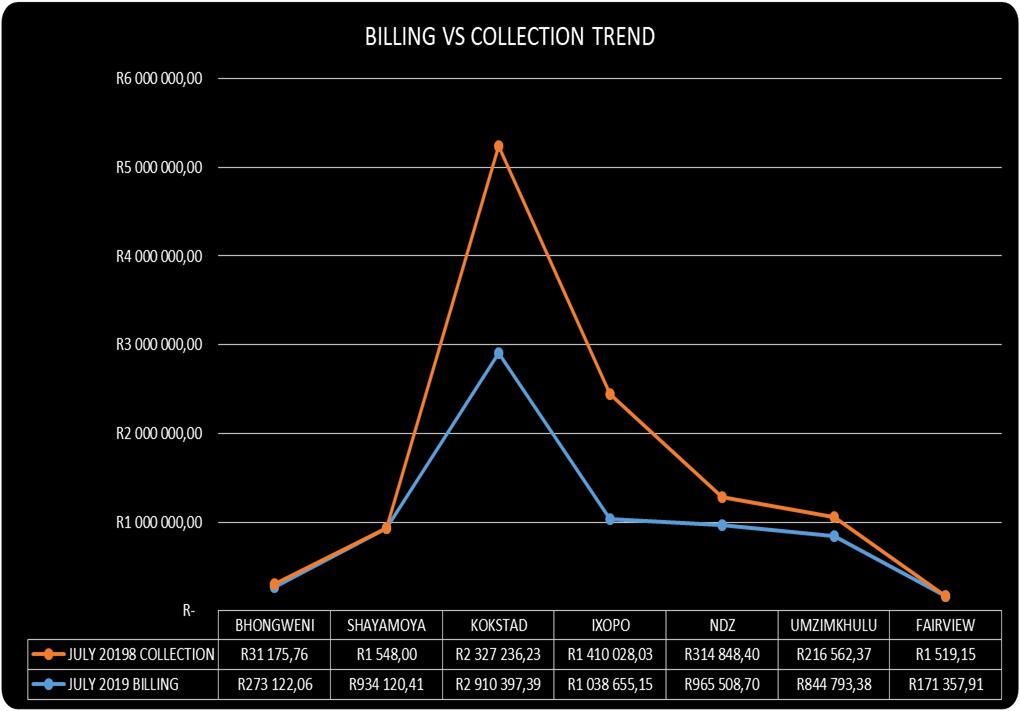 BILLING VS COLLECTION TREND
R6 000 000,00
R5 000 000,00
R4 000 000,00
R3 000 000,00
R2 000 000,00
R1 000 000,00
R-
BHONGWENI SHAYAMOYA KOKSTAD IXOPO NDZ UMZIMKHULU FAIRVIEW
JULY 20198 COLLECTION R31 175,76 R1 548,00 R2 327 236,23 R1 410 028,03 R314 848,40 R216 562,37 R1 519,15
JULY 2019 BILLING R273 122,06 R934 120,41 R2 910 397,39 R1 038 655,15 R965 508,70 R844 793,38 R171 357,91